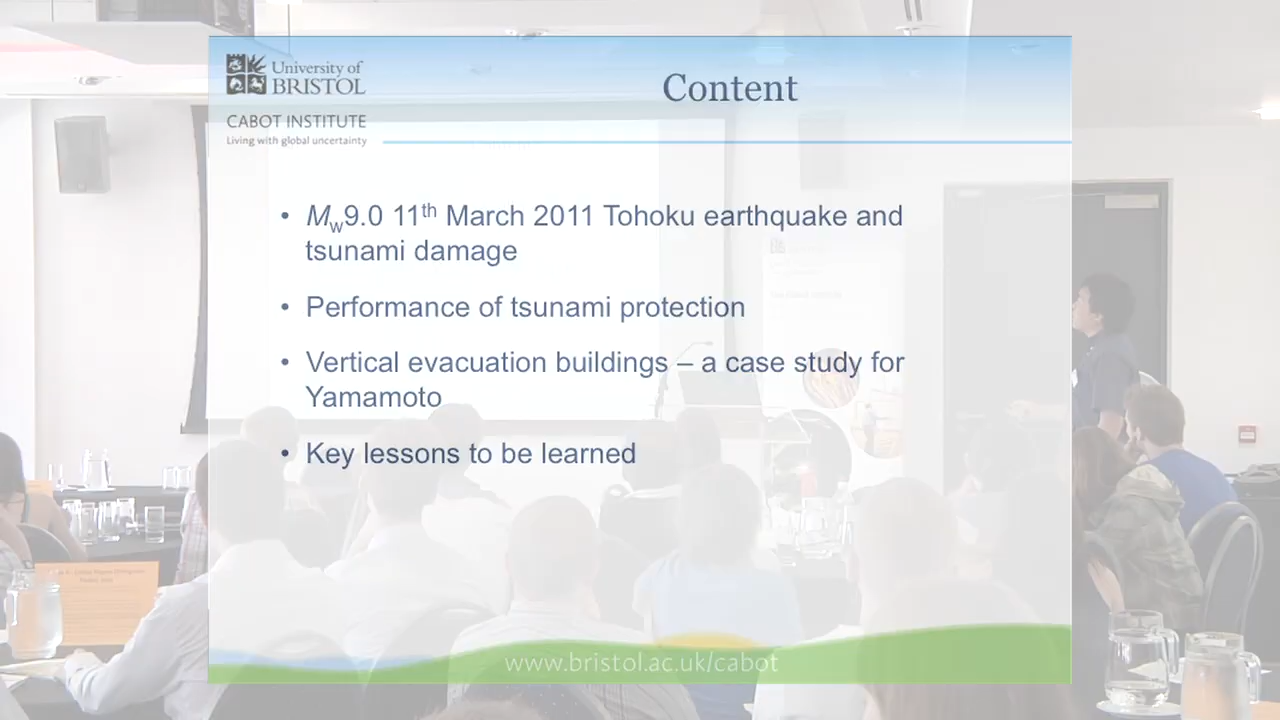 University of
BRISTOL
CABOT INSTITUTE
Living with global uncertainty
Content
• Mw9.0 11th March 2011 Tohoku earthquake and
tsunami damage
• Performance of tsunami protection
• Vertical evacuation buildings – a case study for
Yamamoto
• Key lessons to be learned
www.bristol.ac.uk/cabot